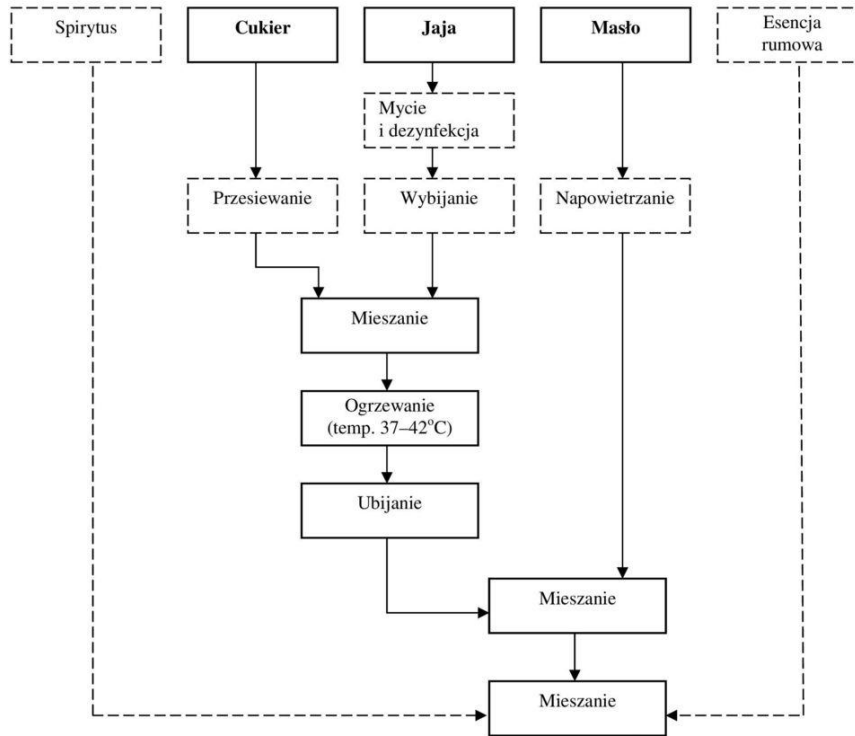 Spirytus
Cukier
Jaja
Masło
Esencja
rumowa
Mycie
i dezynfekcja
Przesiewanie
Wybijanie
Napowietrzanie
Mieszanie
Ogrzewanie
(temp. 37–42°C)
Ubijanie
Mieszanie
Mieszanie